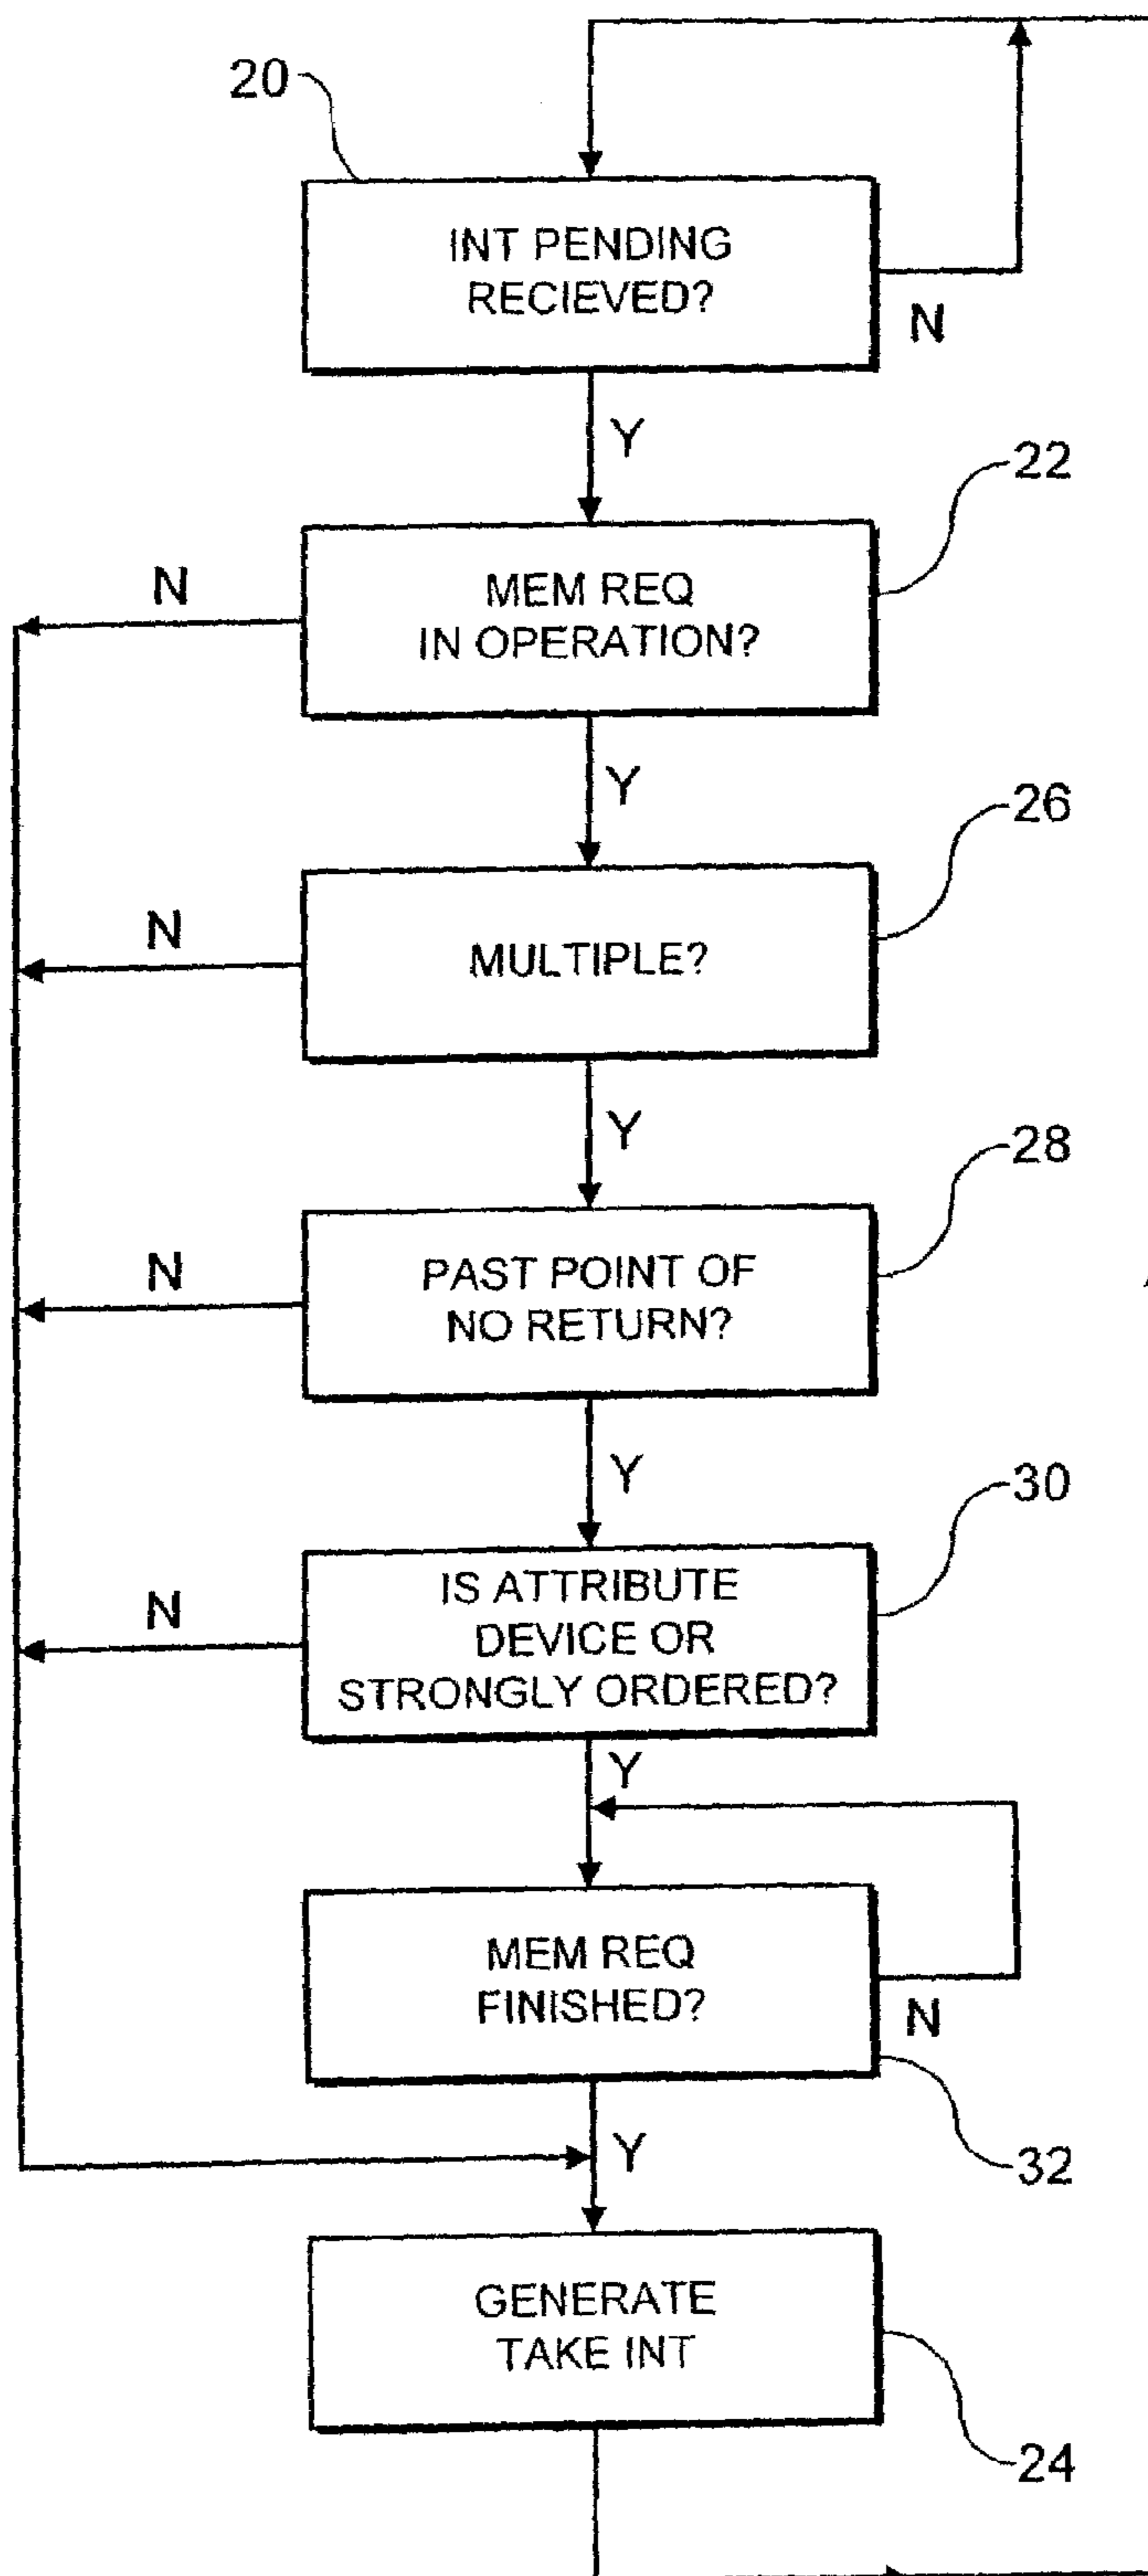 20
INT PENDING
RECIEVED?
N
Y
22
MEM REQ
IN OPERATION?
N
Y
26
MULTIPLE?
N
Y
28
PAST POINT OF
NO RETURN?
N
Y
30
IS ATTRIBUTE
DEVICE OR
STRONGLY ORDERED?
N
Y
MEM REQ
FINISHED?
N
32
Y
GENERATE
TAKE INT
24